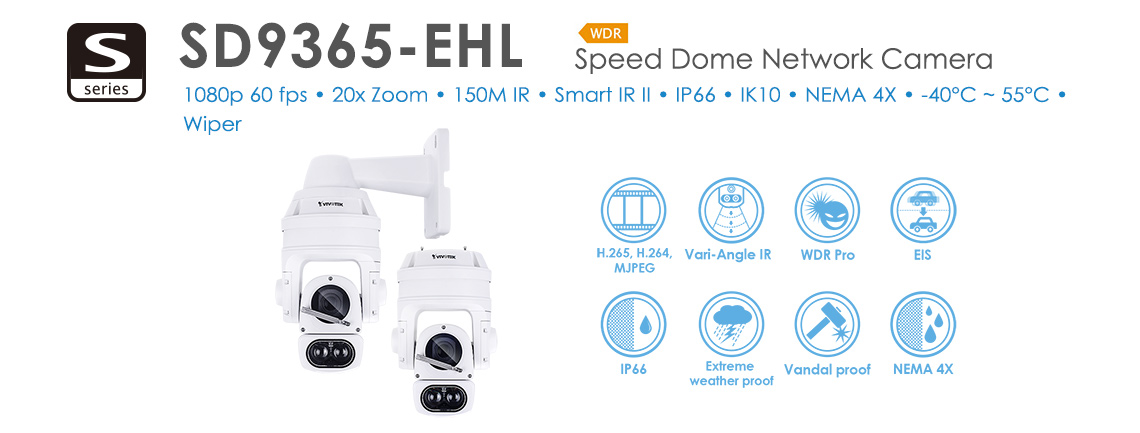 S
series
SD9365-EHL
WDR
Speed Dome Network Camera
1080p 60 fps • 20x Zoom • 150M IR • Smart IR II • IP66 • IK10 • NEMA 4X • -40°C ~ 55°C •
Wiper
VIVOTEK
VIVOTEK
H.265, H.264,
MJPEG
Vari-Angle IR
WDR Pro
EIS
IP66
Extreme
weather proof
Vandal proof
NEMA 4X